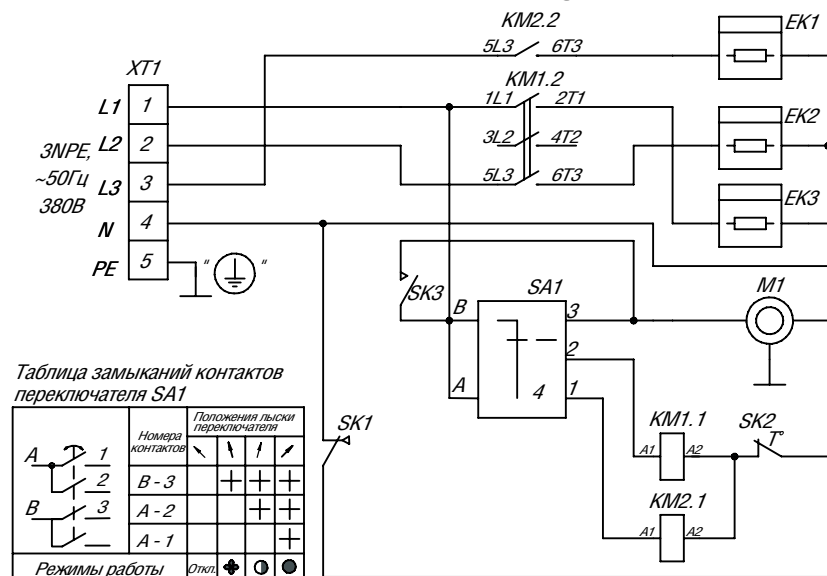 KM2.2
EK1
5L3 6T3
XT1
KM1.2
L1 1
1L1 2T1
EK2
3NPE,
L2 2
3L2 4T2
~50Гц
L3 3
5L3 6T3
EK3
380В
N 4
PE 5
" "
SK3
SA1
M1
B 3
2
A 4 1
Таблица замыканий контактов
переключателя SA1
SK1
KM1.1
SK2
T°
A1 A2
KM2.1
A1 A2
Номера
контактов
Положения лыски
переключателя
A 1
2
B 3
B - 3 + + +
A - 2 + +
A - 1 +
Режимы работы Откл.